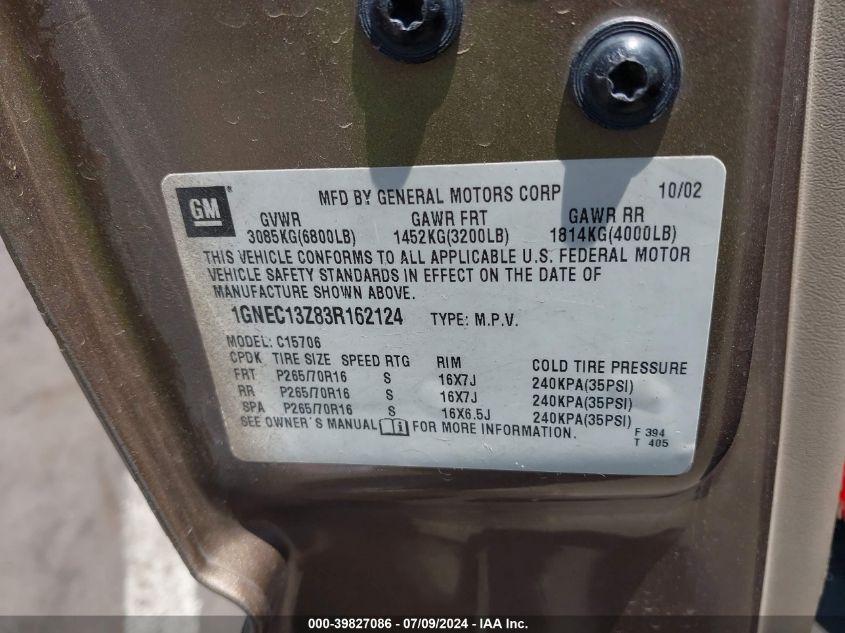 GM® MFD BY GENERAL MOTORS CORP 10/02
GVWR GAWR FRT GAWR RR
3085KG(6800LB) 1452KG(3200LB) 1814KG(4000LB)
THIS VEHICLE CONFORMS TO ALL APPLICABLE U.S. FEDERAL MOTOR
VEHICLE SAFETY STANDARDS IN EFFECT ON THE DATE OF
MANUFACTURE SHOWN ABOVE.
1GNEC13Z83R162124 TYPE: M.P.V.
MODEL: C15706
CPDK TIRE SIZE SPEED RTG RIM COLD TIRE PRESSURE
FRT P265/70R16 S 16X7J 240KPA(35PSI)
RR P265/70R16 S 16X7J 240KPA(35PSI)
SPA P265/70R16 S 16X6.5J 240KPA(35PSI)
SEE OWNER'S MANUAL FOR MORE INFORMATION.
F 394
T 405
000-39827086 - 07/09/2024 - IAA Inc.